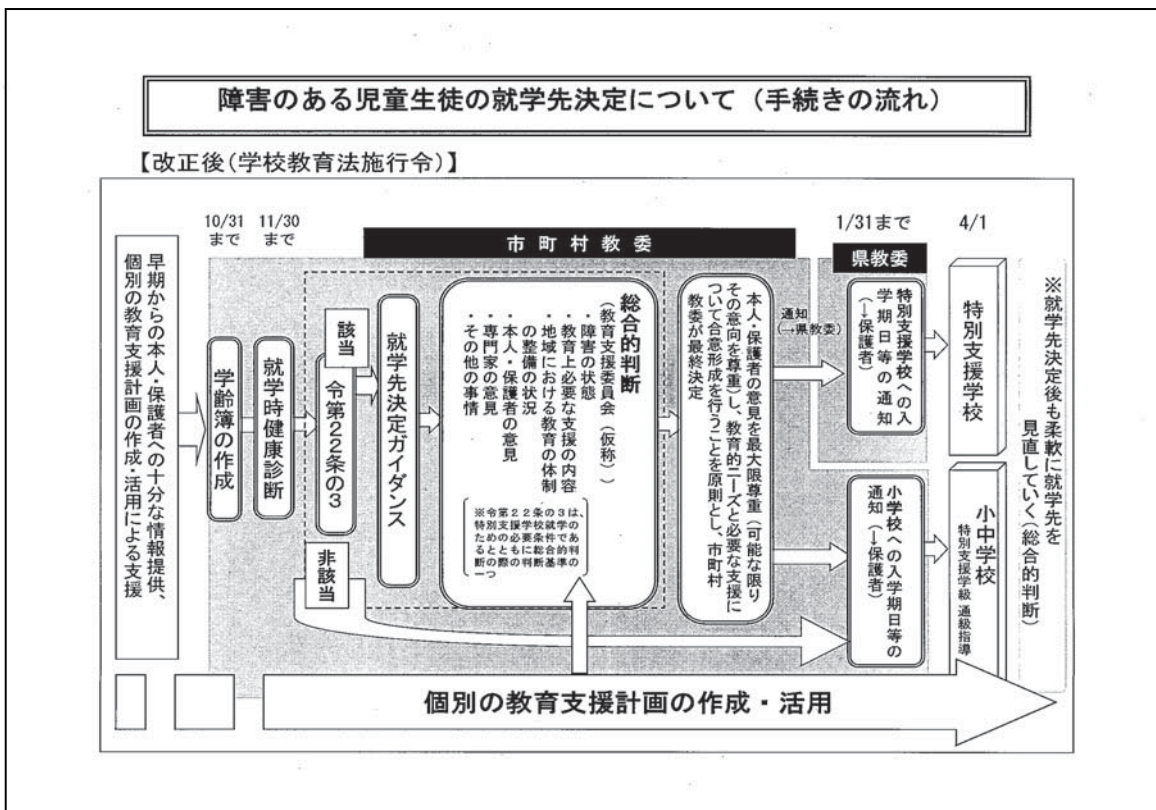 障害のある児童生徒の就学先決定について（手続きの流れ）
【改正後（学校教育法施行令）】
早期からの本人・保護者への十分な情報提供、
個別の教育支援計画の作成・活用による支援
10/31
まで
学齢簿の作成
11/30
まで
就学時健康診断
市町村教委
該当
令第２２条の３
非該当
就学先決定ガイダンス
総合的判断
（教育支援委員会（仮称））
・障害の状態
・教育上必要な支援の内容
・地域における教育の体制
の整備の状況
・本人・保護者の意見
・専門家の意見
・その他の事情
※令第２２条の３は、
特別支援学校就学の
ための必要条件であ
るとともに総合的判
断の際の判断基準の
一つ
本人・保護者の意見を最大限尊重（可能な限り
その意向を尊重）し、教育的ニーズと必要な支援に
ついて合意形成を行うことを原則とし、市町村
教委が最終決定
通知
（→県教委）
1/31まで
県教委
特別支援学校への入
学期日等の通知
（→保護者）
小学校への入学期日等の
通知（→保護者）
4/1
特別支援学校
小中学校
特別支援学級 通級指導
※就学先決定後も柔軟に就学先を
見直していく（総合的判断）
個別の教育支援計画の作成・活用